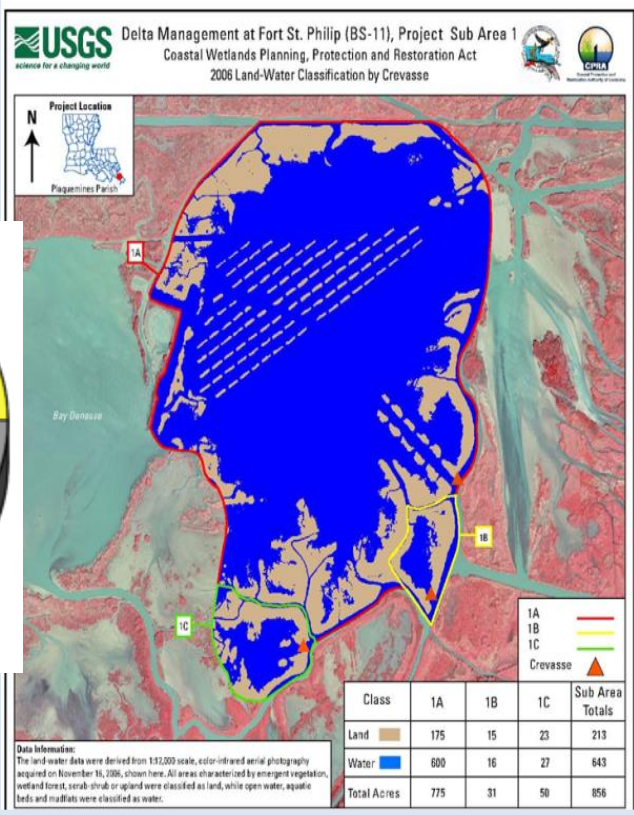 USGS
science for a changing world
Delta Management at Fort St. Philip (BS-11), Project Sub Area 1
Coastal Wetlands Planning, Protection and Restoration Act
2006 Land-Water Classification by Crevasse
CPRA
N
Project Location
Plaquemines Parish
1A
Bay Denesse
1B
1C
1A
1B
1C
Crevasse
Class 1A 1B 1C Sub Area Totals
Land 175 15 23 213
Water 600 16 27 643
Total Acres 775 31 50 856
Data Information:
The land-water data were derived from 1:12,000 scale, color-infrared aerial photography
acquired on November 16, 2006, shown here. All areas characterized by emergent vegetation,
wetland forest, scrub-shrub or upland were classified as land, while open water, aquatic
beds and mudflats were classified as water.